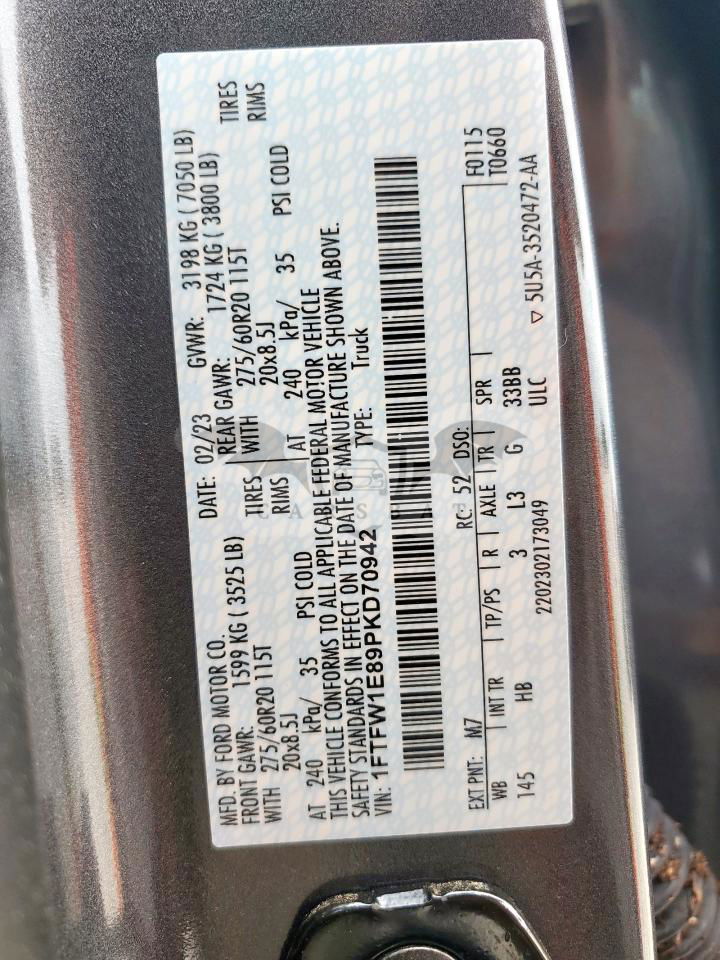 MFD. BY FORD MOTOR CO. DATE: 02/23 GVWR: 3198 KG ( 7050 LB)
FRONT GAWR: 1599 KG ( 3525 LB) REAR GAWR: 1724 KG ( 3800 LB)
WITH 275/60R20 115T TIRES WITH 275/60R20 115T TIRES
20x8.5J RIMS 20x8.5J RIMS
AT 240 kPa/ 35 PSI COLD AT 240 kPa/ 35 PSI COLD
THIS VEHICLE CONFORMS TO ALL APPLICABLE FEDERAL MOTOR VEHICLE
SAFETY STANDARDS IN EFFECT ON THE DATE OF MANUFACTURE SHOWN ABOVE.
VIN: 1FTFW1E89PKD70942 TYPE: Truck
EXT PNT: M7 RC: 52 DSO: F0115
WB INT TR TP/PS R AXLE TR SPR T0660
145 HB 3 L3 G 33BB
2202302173049 ULC ▽ 5U5A-3520472-AA